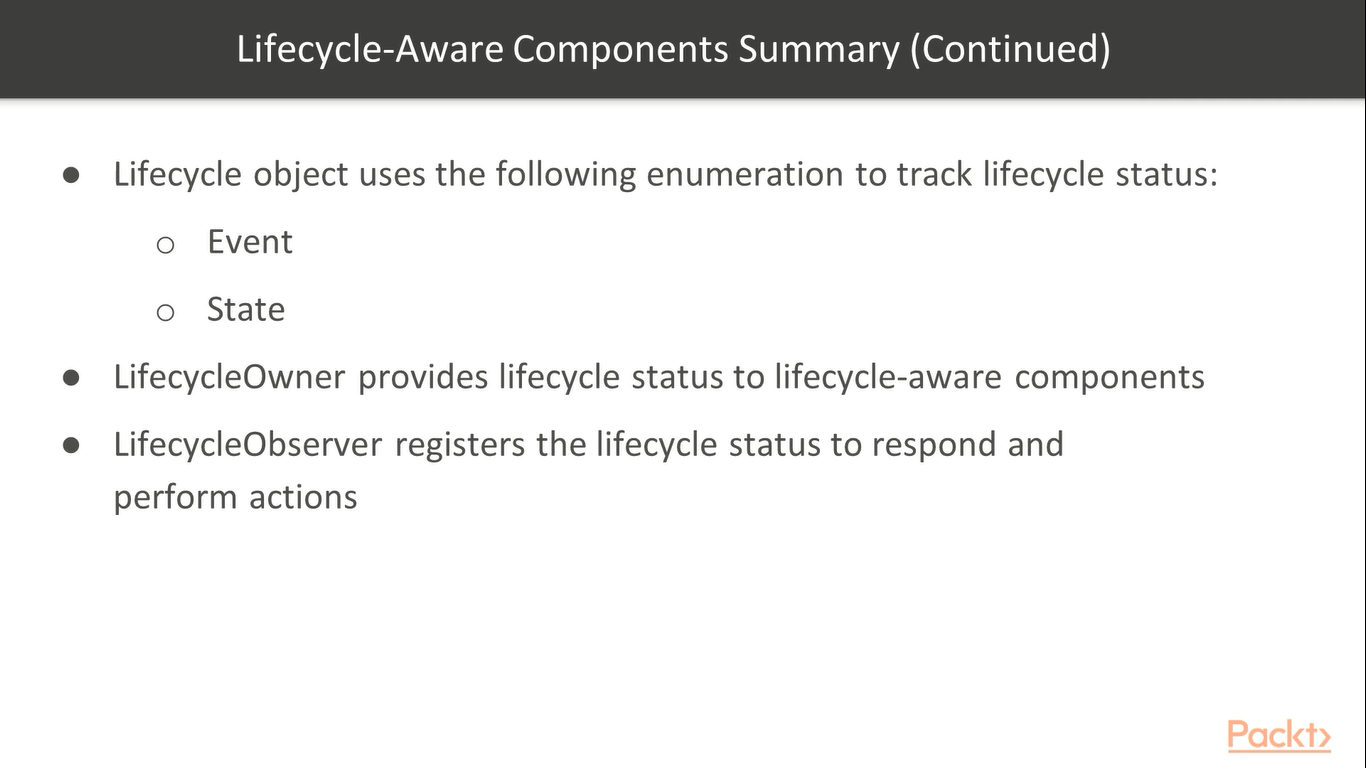 Lifecycle-Aware Components Summary (Continued)
● Lifecycle object uses the following enumeration to track lifecycle status:
○ Event
○ State
● LifecycleOwner provides lifecycle status to lifecycle-aware components
● LifecycleObserver registers the lifecycle status to respond and
perform actions
Packt>